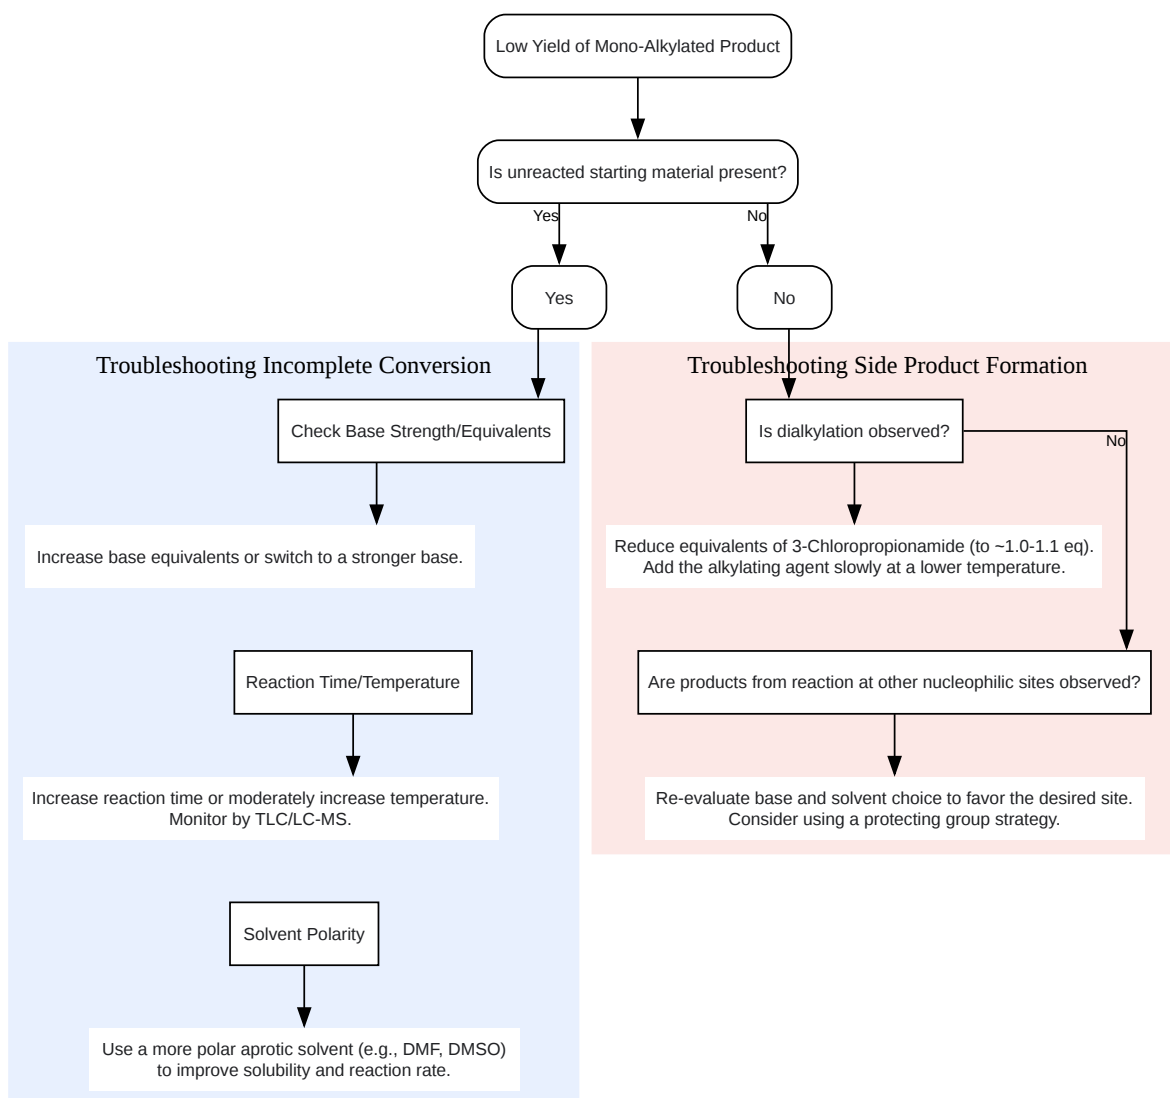 Low Yield of Mono-Alkylated Product
Is unreacted starting material present?
Yes
No
Yes
No
Troubleshooting Incomplete Conversion
Check Base Strength/Equivalents
Increase base equivalents or switch to a stronger base.
Reaction Time/Temperature
Increase reaction time or moderately increase temperature.
Monitor by TLC/LC-MS.
Solvent Polarity
Use a more polar aprotic solvent (e.g., DMF, DMSO)
to improve solubility and reaction rate.
Troubleshooting Side Product Formation
Is dialkylation observed?
No
Reduce equivalents of 3-Chloropropionamide (to ~1.0-1.1 eq).
Add the alkylating agent slowly at a lower temperature.
Are products from reaction at other nucleophilic sites observed?
Re-evaluate base and solvent choice to favor the desired site.
Consider using a protecting group strategy.